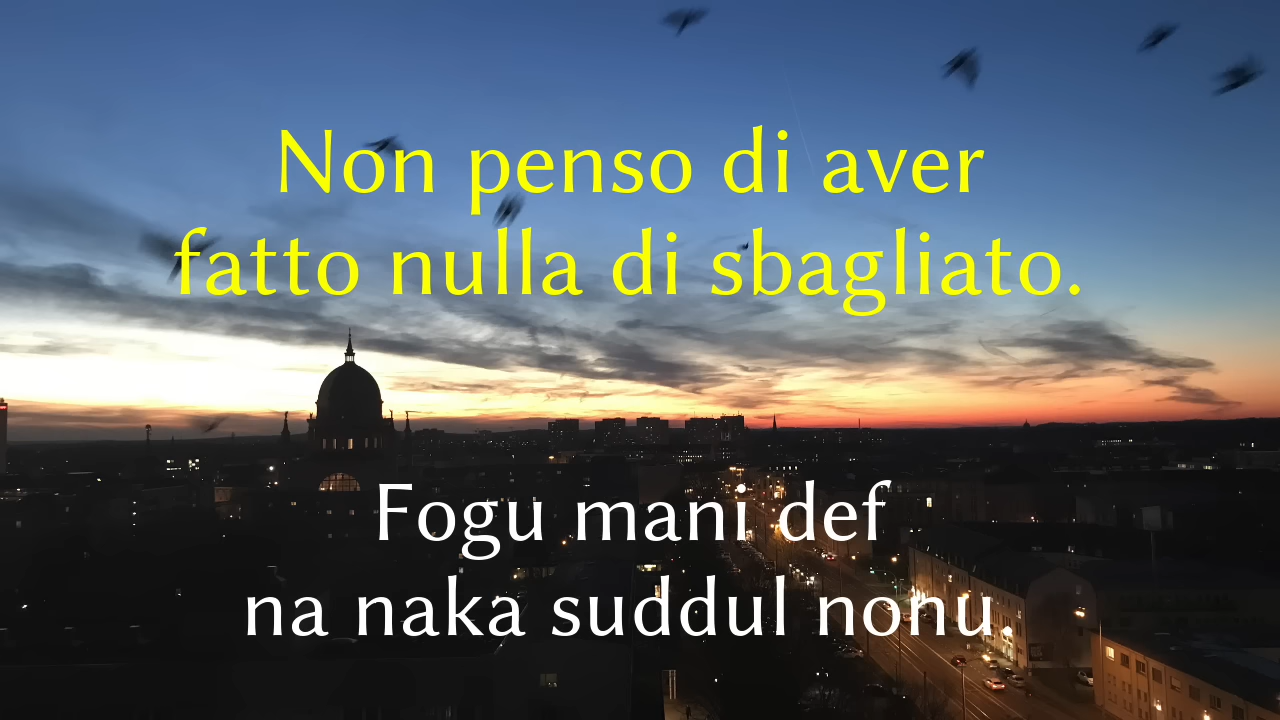 Non penso di aver
fatto nulla di sbagliato.
Fogu mani def
na naka suddul nonu